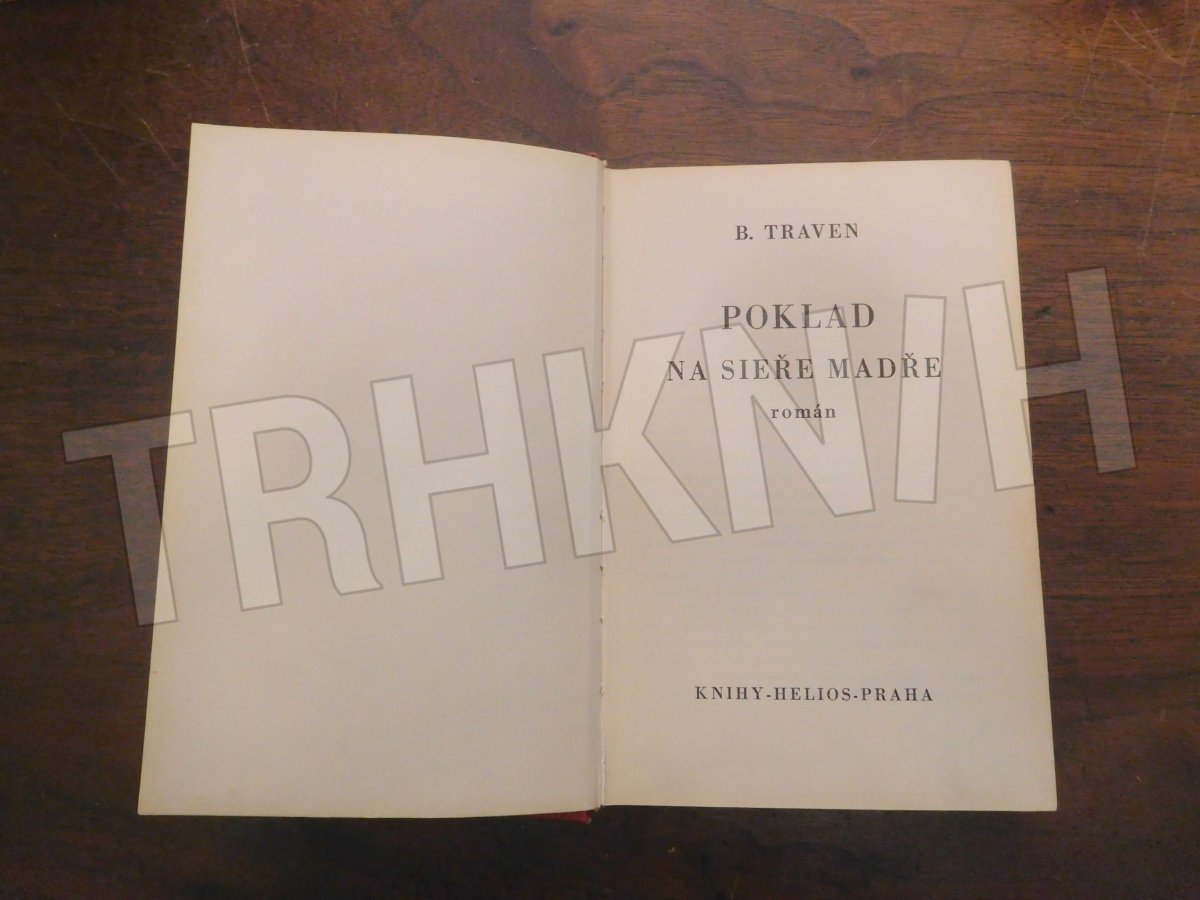 B. TRAVEN
POKLAD
NA SIEŘE MADŘE
román
TRHKNIH
KNIHY-HELIOS-PRAHA